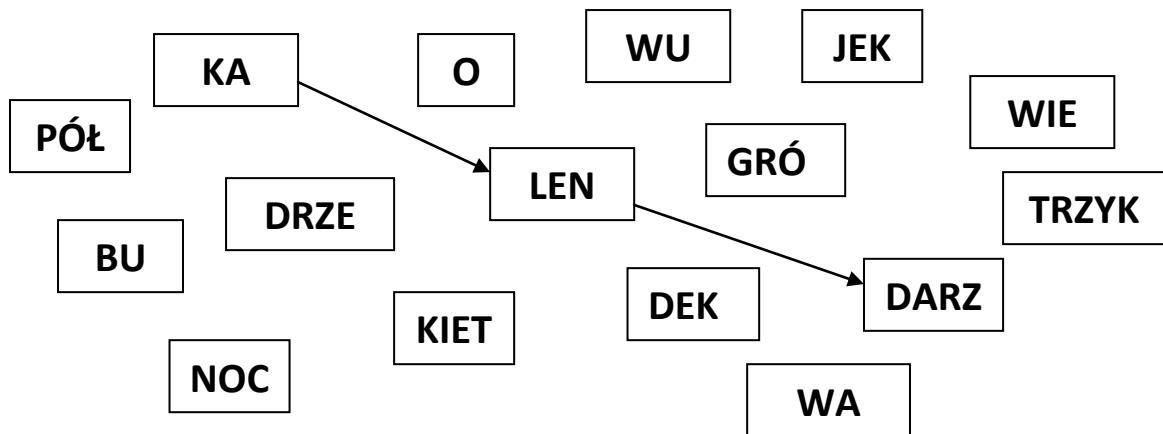 KA
O
WU
JEK
PÓŁ
WIE
LEN
GRÓ
DRZE
TRZYK
BU
DEK
DARZ
KIET
NOC
WA